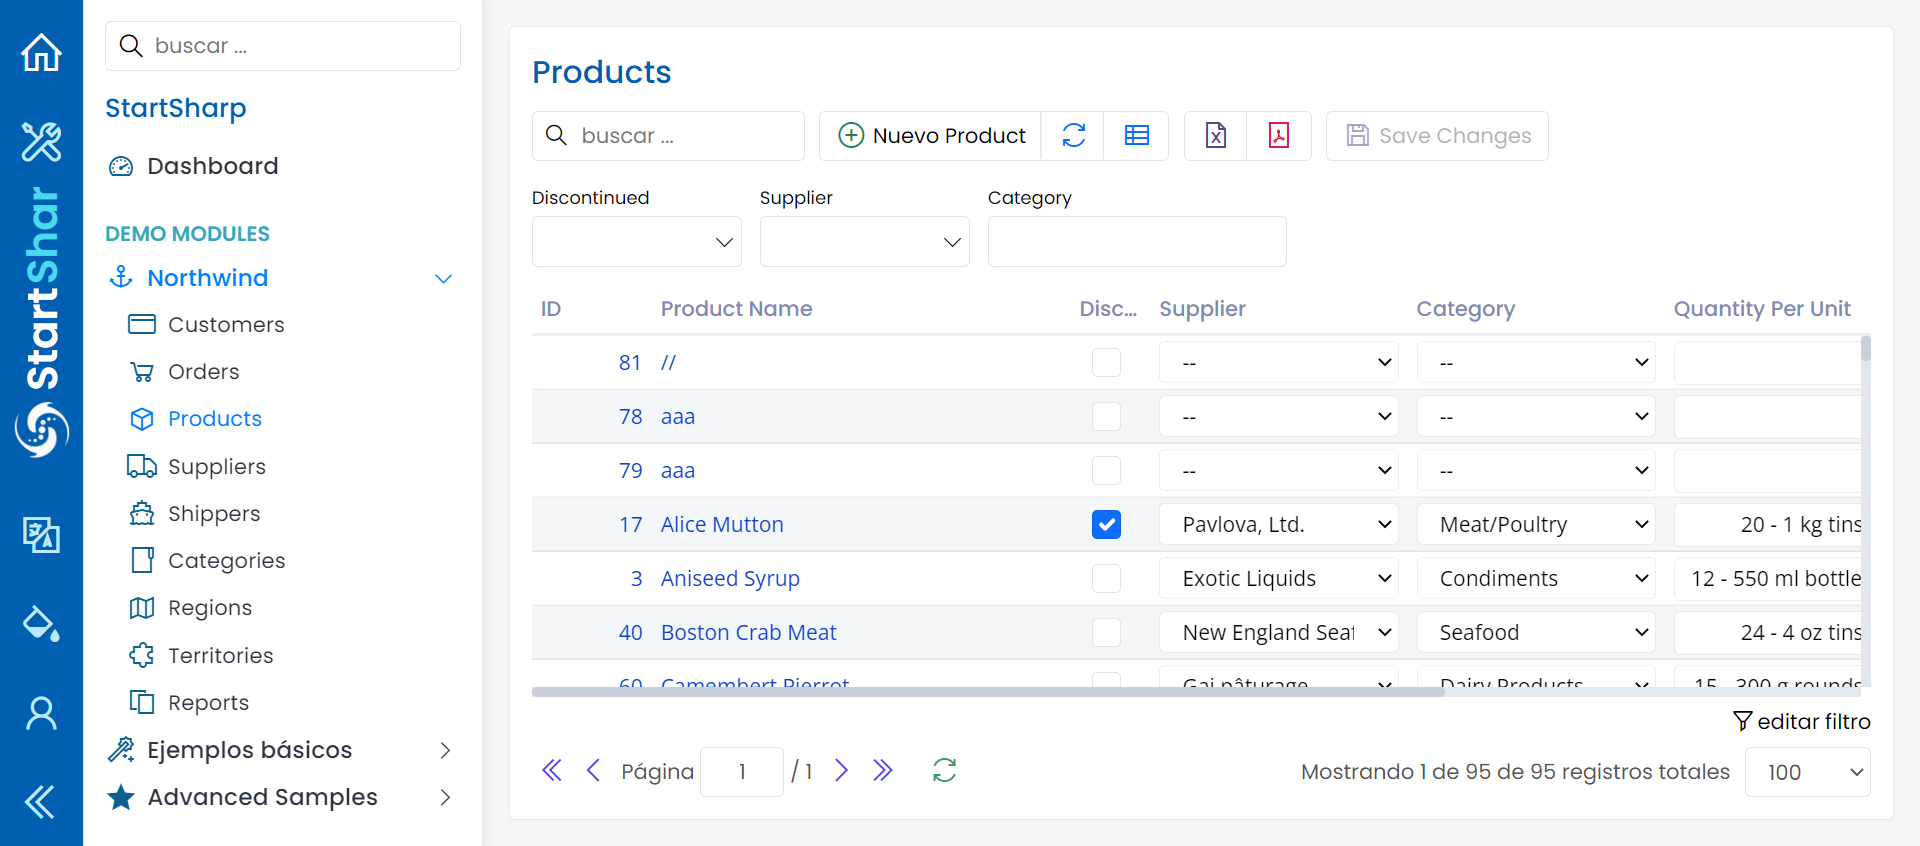 StartShar
buscar ...
StartSharp
Dashboard
DEMO MODULES
Northwind
Customers
Orders
Products
Suppliers
Shippers
Categories
Regions
Territories
Reports
Ejemplos básicos
Advanced Samples
Products
buscar ...
Nuevo Product
Save Changes
Discontinued Supplier Category
ID Product Name Disc... Supplier Category Quantity Per Unit
81 // -- --
78 aaa -- --
79 aaa -- --
17 Alice Mutton Pavlova, Ltd. Meat/Poultry 20 - 1 kg tins
3 Aniseed Syrup Exotic Liquids Condiments 12 - 550 ml bottle
40 Boston Crab Meat New England Seaf Seafood 24 - 4 oz tins
60 Camembert Pierrot Gai pâturage Dairy Products 15 - 300 g rounds
editar filtro
Página 1 / 1
Mostrando 1 de 95 de 95 registros totales 100